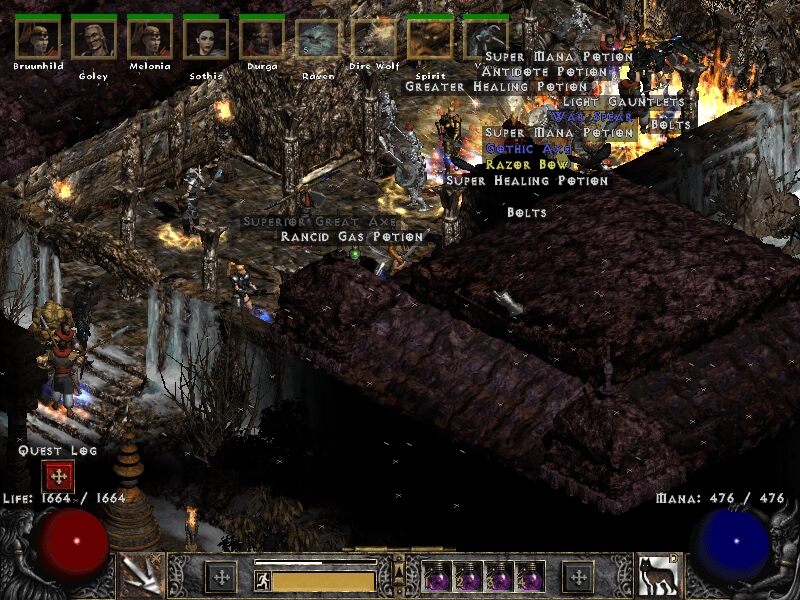 Bruunhild
Goley
Melonia
Sothis
Durga
Raven
Dire Wolf
Spirit
Super Mana Potion
Antidote Potion
Greater Healing Potion
Light Gauntlets
War Spear
Bolts
Super Mana Potion
Gothic Axe
Razor Bow
Super Healing Potion
Bolts
Superior Great Axe
Rancid Gas Potion
Quest Log
Life: 1664 / 1664
Mana: 476 / 476